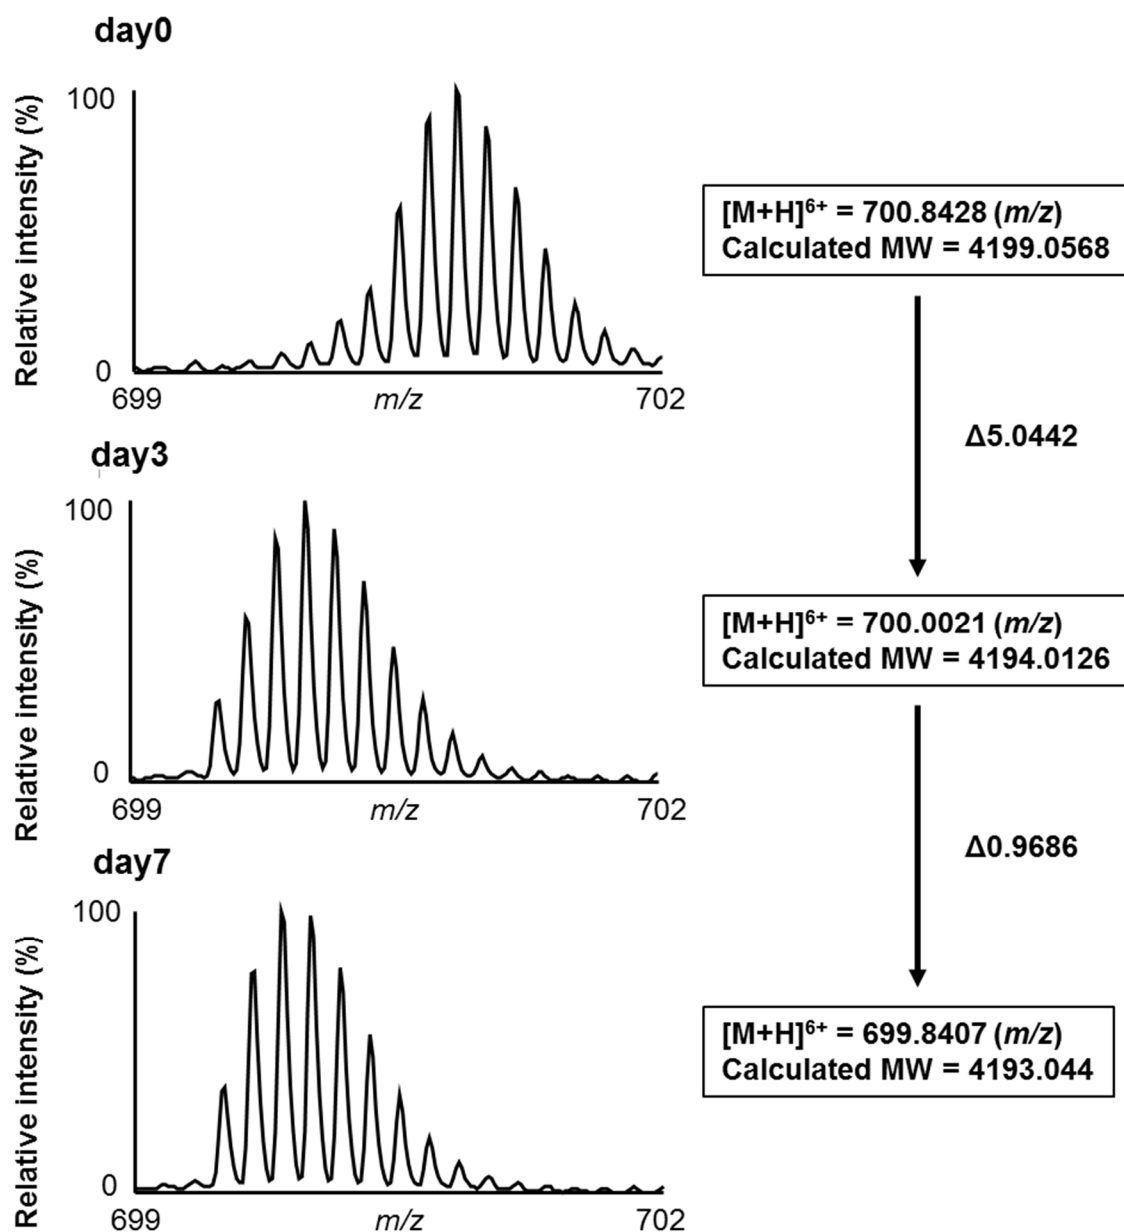 day0
Relative intensity (%)
100
0
699
m/z
702
[M+H]⁶⁺ = 700.8428 (m/z)
Calculated MW = 4199.0568
Δ5.0442
day3
Relative intensity (%)
100
0
699
m/z
702
[M+H]⁶⁺ = 700.0021 (m/z)
Calculated MW = 4194.0126
Δ0.9686
day7
Relative intensity (%)
100
0
699
m/z
702
[M+H]⁶⁺ = 699.8407 (m/z)
Calculated MW = 4193.044